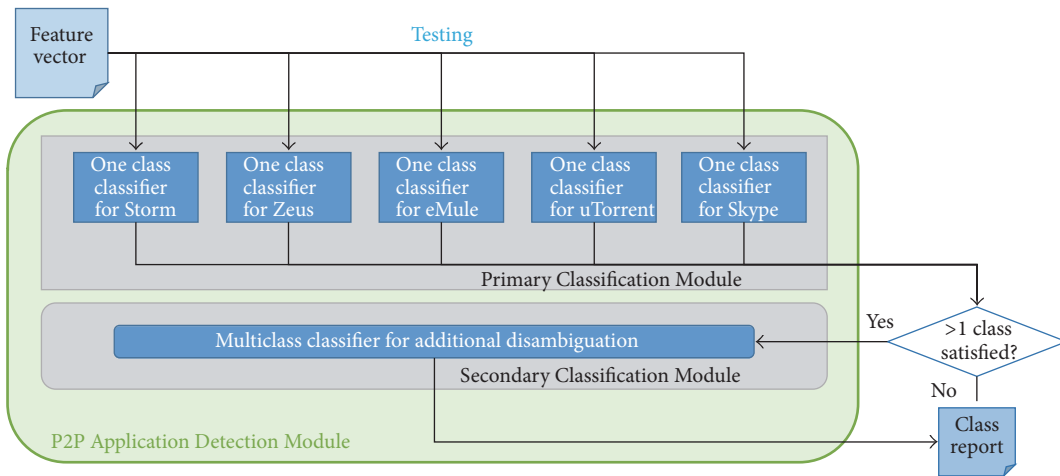 Feature
vector
Testing
One class
classifier
for Storm
One class
classifier
for Zeus
One class
classifier
for eMule
One class
classifier
for uTorrent
One class
classifier
for Skype
Primary Classification Module
Yes
>1 class
satisfied?
Multiclass classifier for additional disambiguation
Secondary Classification Module
No
P2P Application Detection Module
Class
report